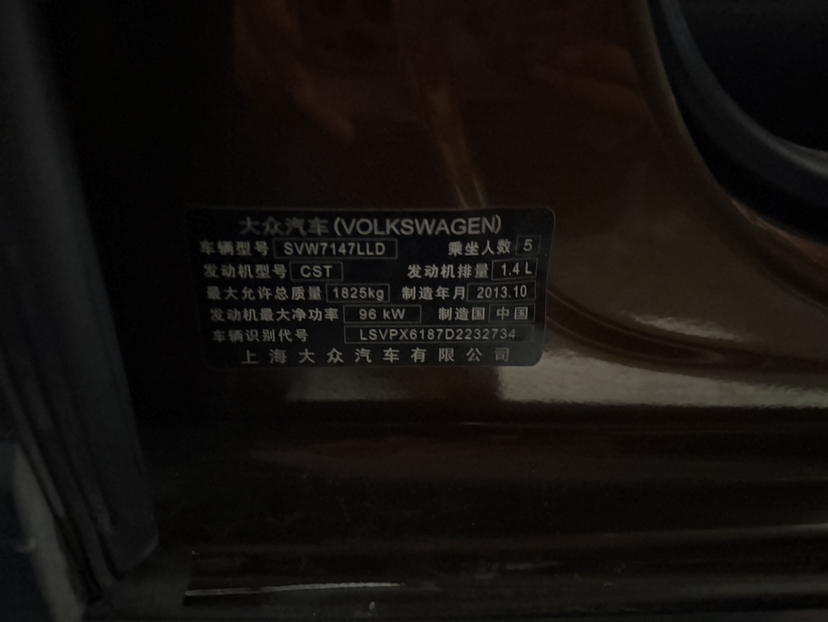 大众汽车(VOLKSWAGEN)
车辆型号 SVW7147LLD 乘坐人数 5
发动机型号 CST 发动机排量 1.4L
最大允许总质量 1825kg 制造年月 2013.10
发动机最大净功率 96 kW 制造国 中国
车辆识别代号 LSVPX6187D2232734
上海大众汽车有限公司